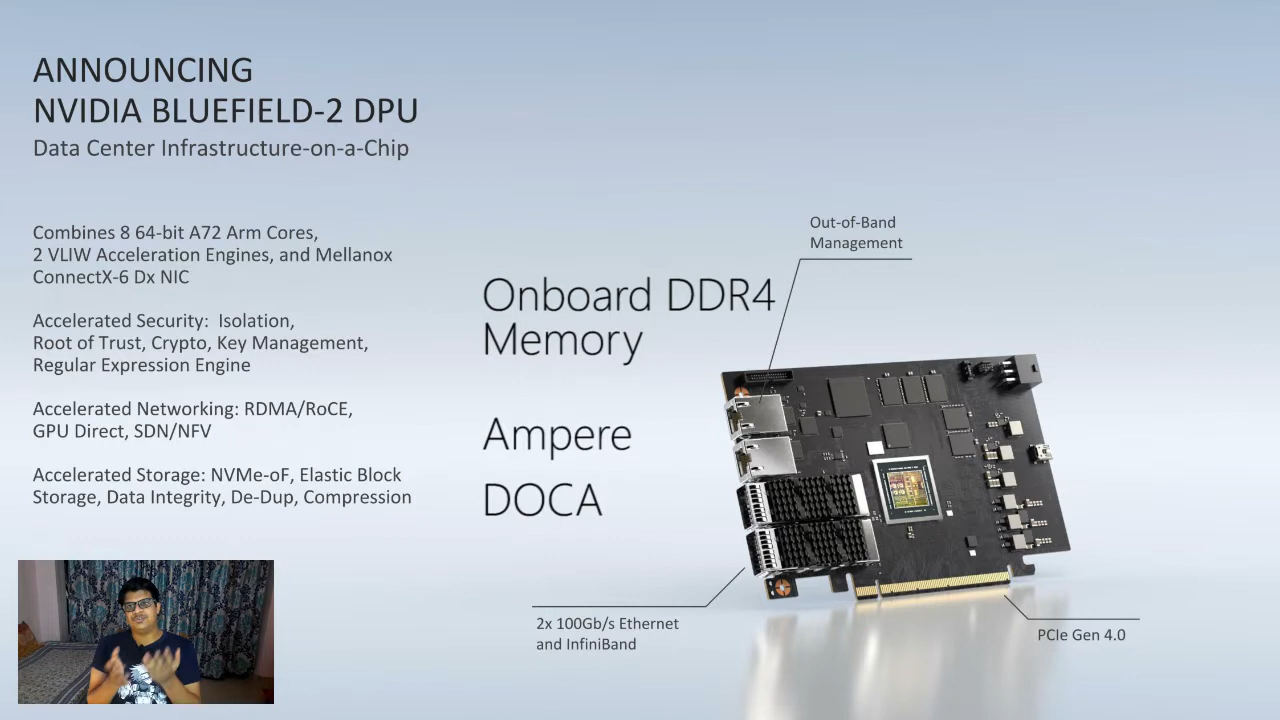 ANNOUNCING
NVIDIA BLUEFIELD-2 DPU
Data Center Infrastructure-on-a-Chip
Combines 8 64-bit A72 Arm Cores,
2 VLIW Acceleration Engines, and Mellanox
ConnectX-6 Dx NIC
Accelerated Security: Isolation,
Root of Trust, Crypto, Key Management,
Regular Expression Engine
Accelerated Networking: RDMA/RoCE,
GPU Direct, SDN/NFV
Accelerated Storage: NVMe-oF, Elastic Block
Storage, Data Integrity, De-Dup, Compression
Onboard DDR4
Memory
Ampere
DOCA
Out-of-Band
Management
2x 100Gb/s Ethernet
and InfiniBand
PCIe Gen 4.0